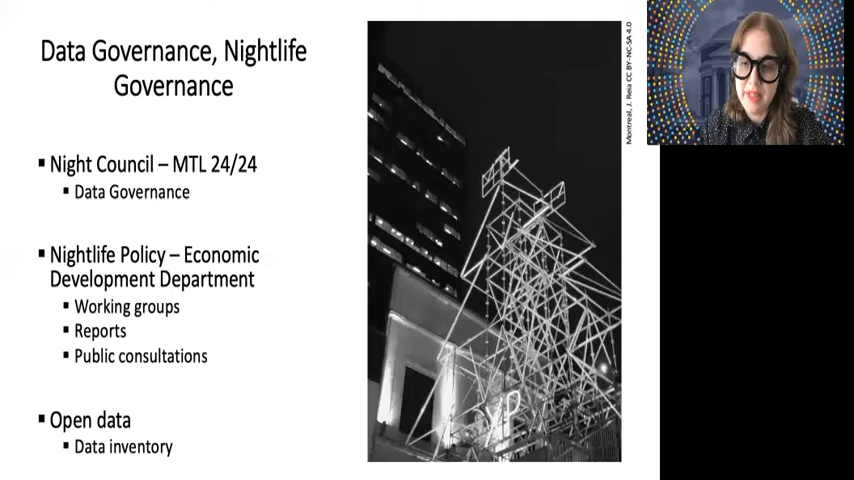 Data Governance, Nightlife
Governance
Night Council – MTL 24/24
Data Governance
Nightlife Policy – Economic
Development Department
Working groups
Reports
Public consultations
Open data
Data inventory
Montreal, J. Reia CC BY-NC-SA 4.0
YP